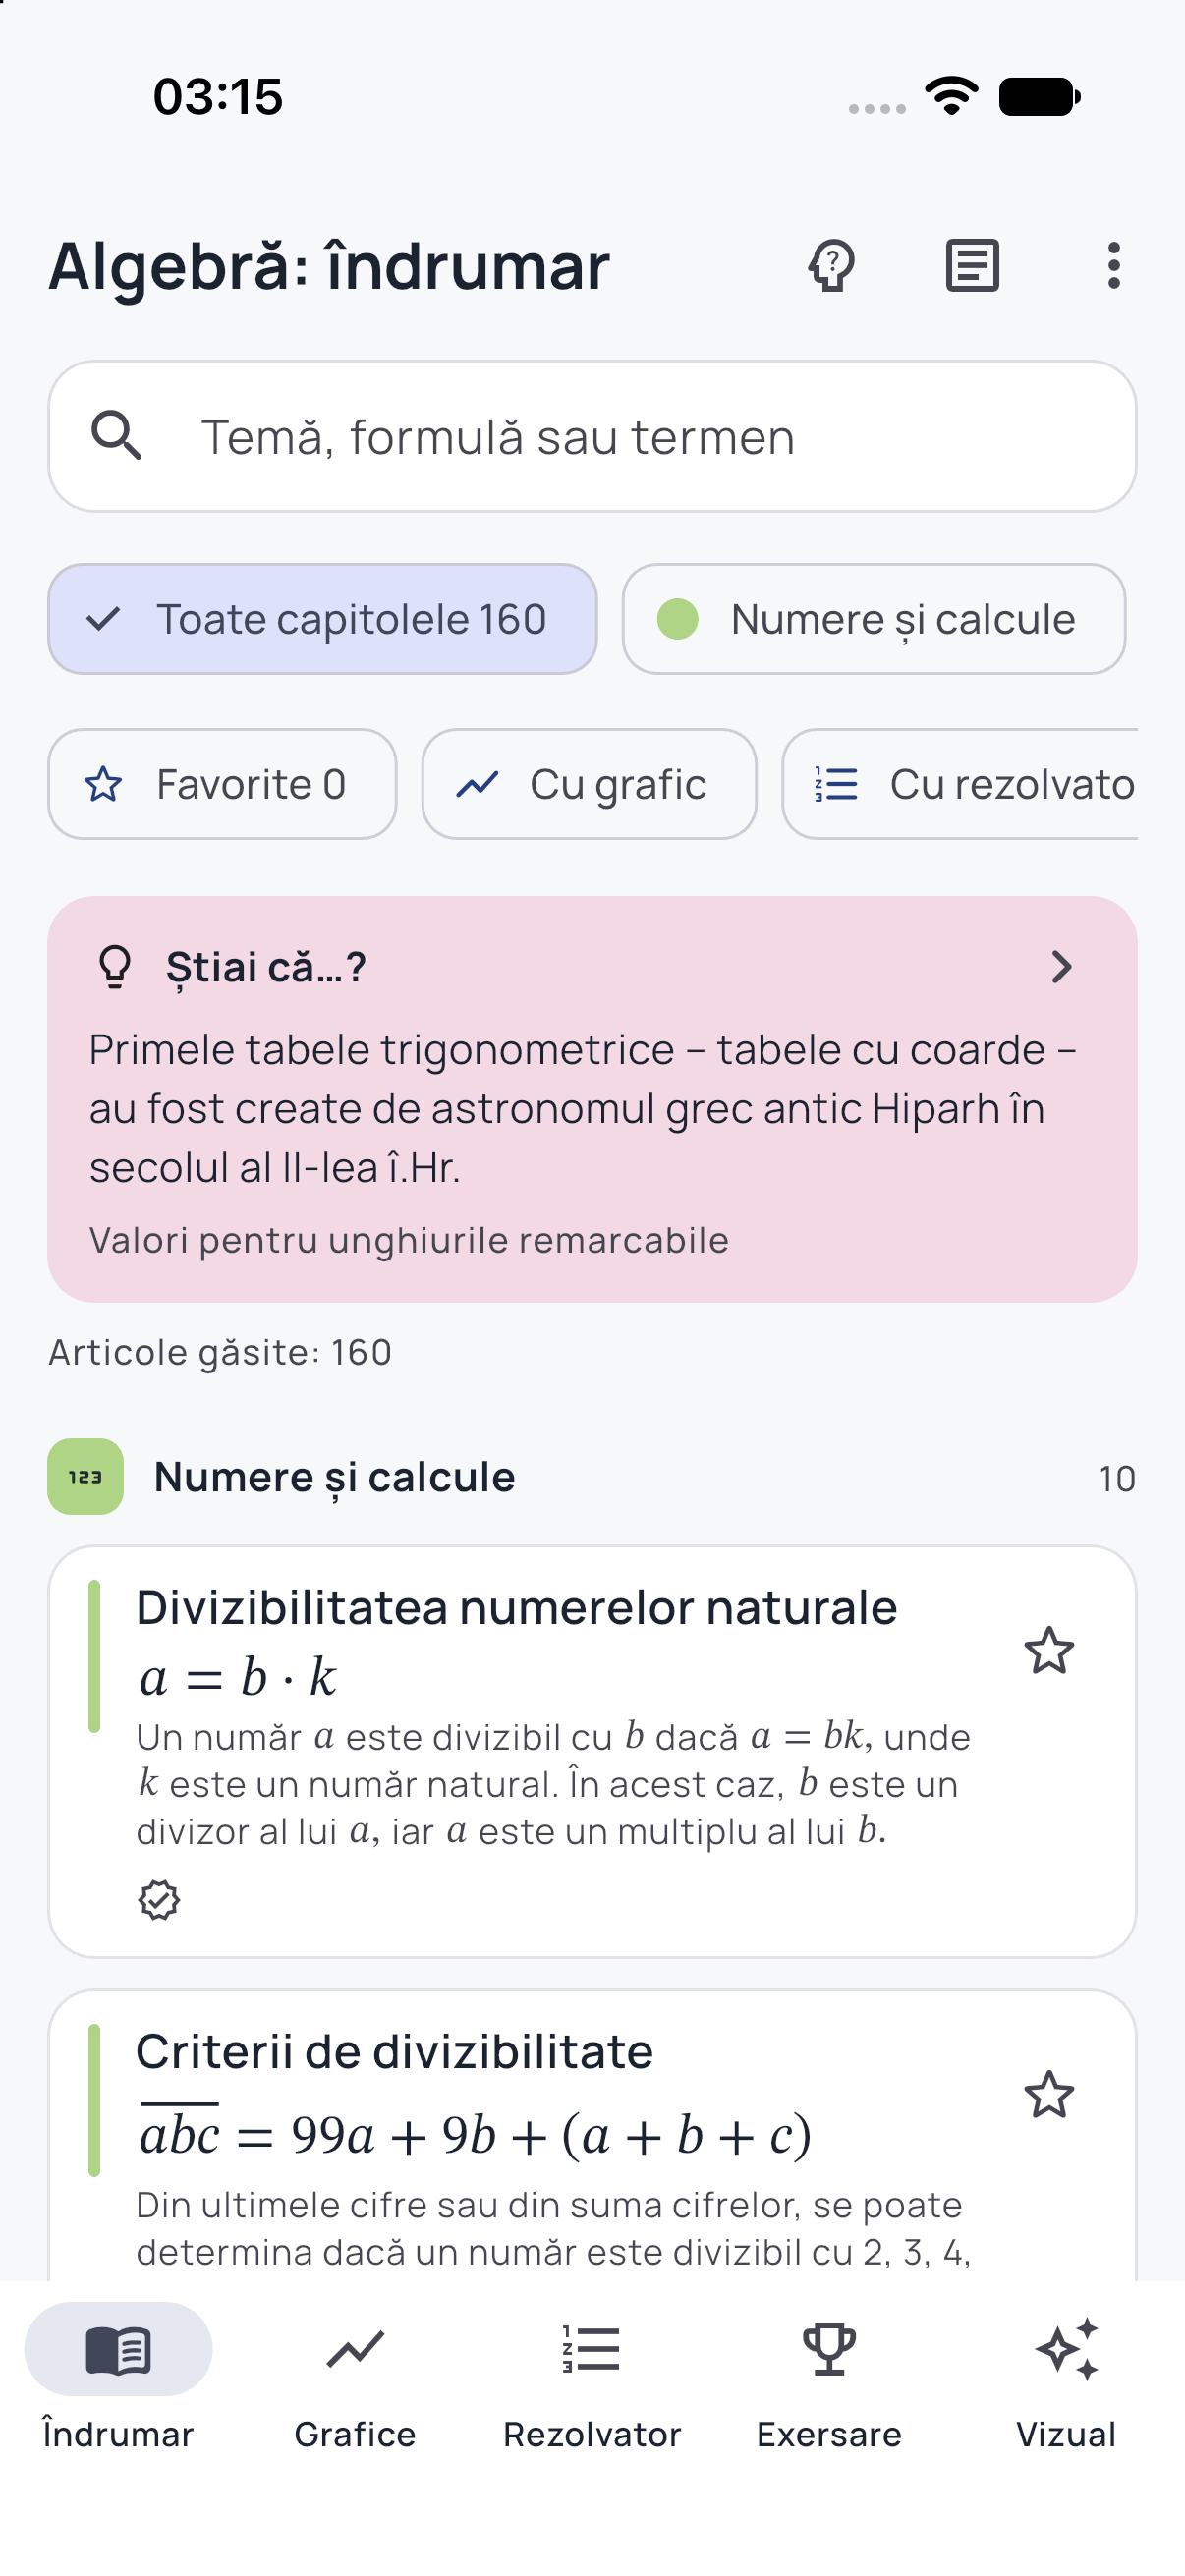 03:15
Algebră: îndrumar
Temă, formulă sau termen
Toate capitolele 160
Numere și calcule
Favorite 0
Cu grafic
Cu rezolvato
Știai că...?
Primele tabele trigonometrice – tabele cu coarde –
au fost create de astronomul grec antic Hiparh în
secolul al II-lea î.Hr.
Valori pentru unghiurile remarcabile
Articole găsite: 160
123 Numere și calcule 10
Divizibilitatea numerelor naturale
a = b · k
Un număr a este divizibil cu b dacă a = bk, unde
k este un număr natural. În acest caz, b este un
divizor al lui a, iar a este un multiplu al lui b.
Criterii de divizibilitate
a̅b̅c̅ = 99a + 9b + (a + b + c)
Din ultimele cifre sau din suma cifrelor, se poate
determina dacă un număr este divizibil cu 2, 3, 4,
Îndrumar
Grafice
Rezolvator
Exersare
Vizual